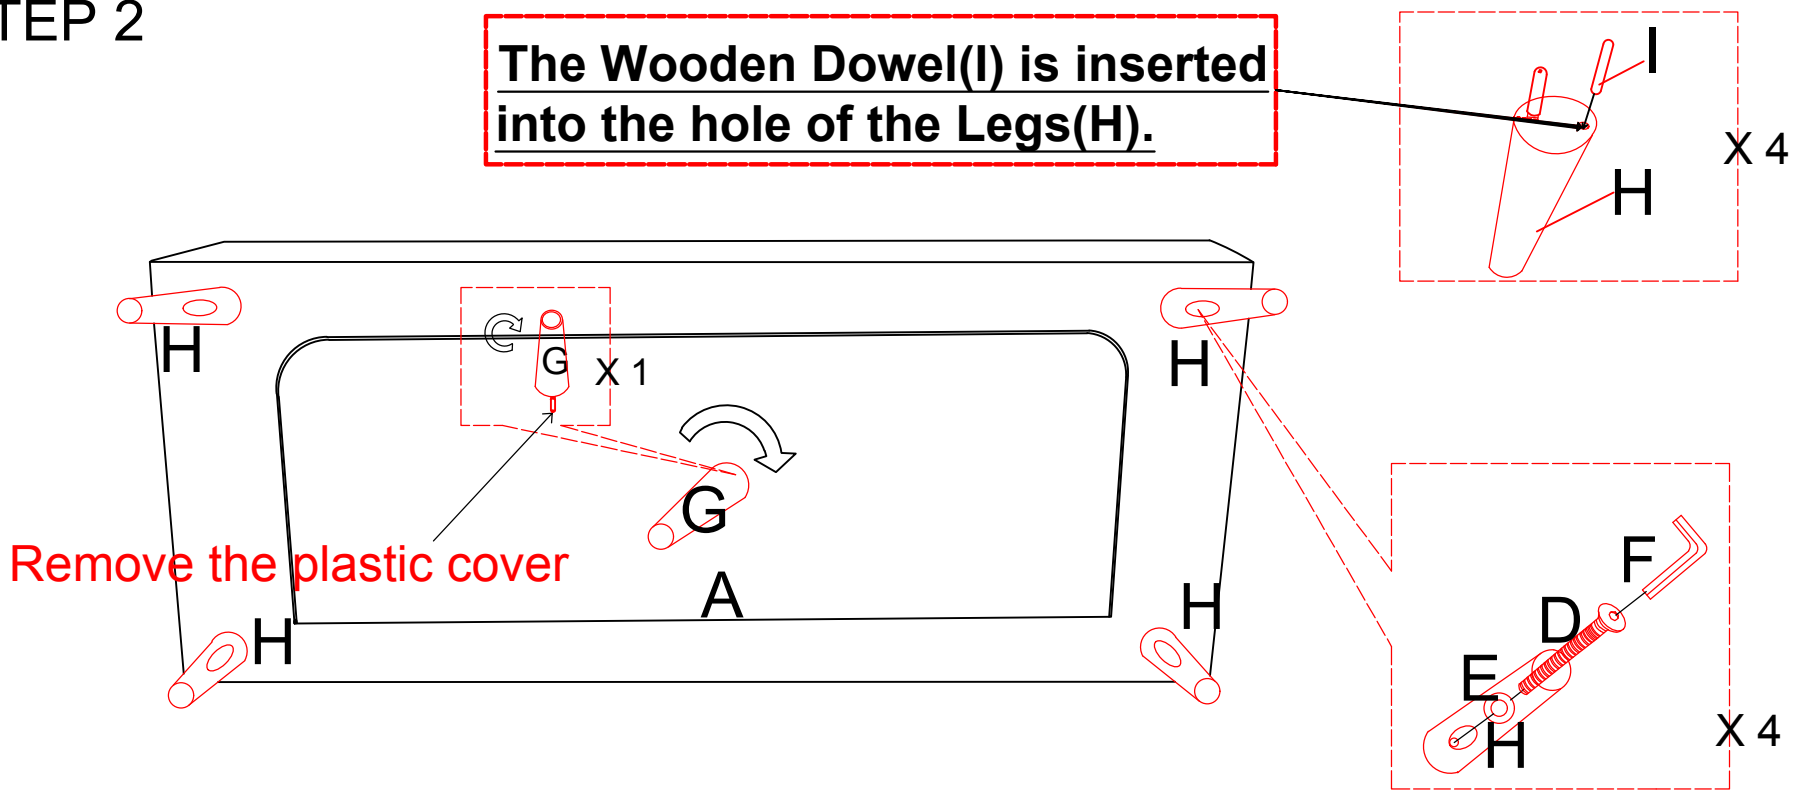 TEP 2
The Wooden Dowel(I) is inserted
into the hole of the Legs(H).
I
H
X 4
H
G
X 1
H
G
Remove the plastic cover
A
H
H
F
D
E
H
X 4